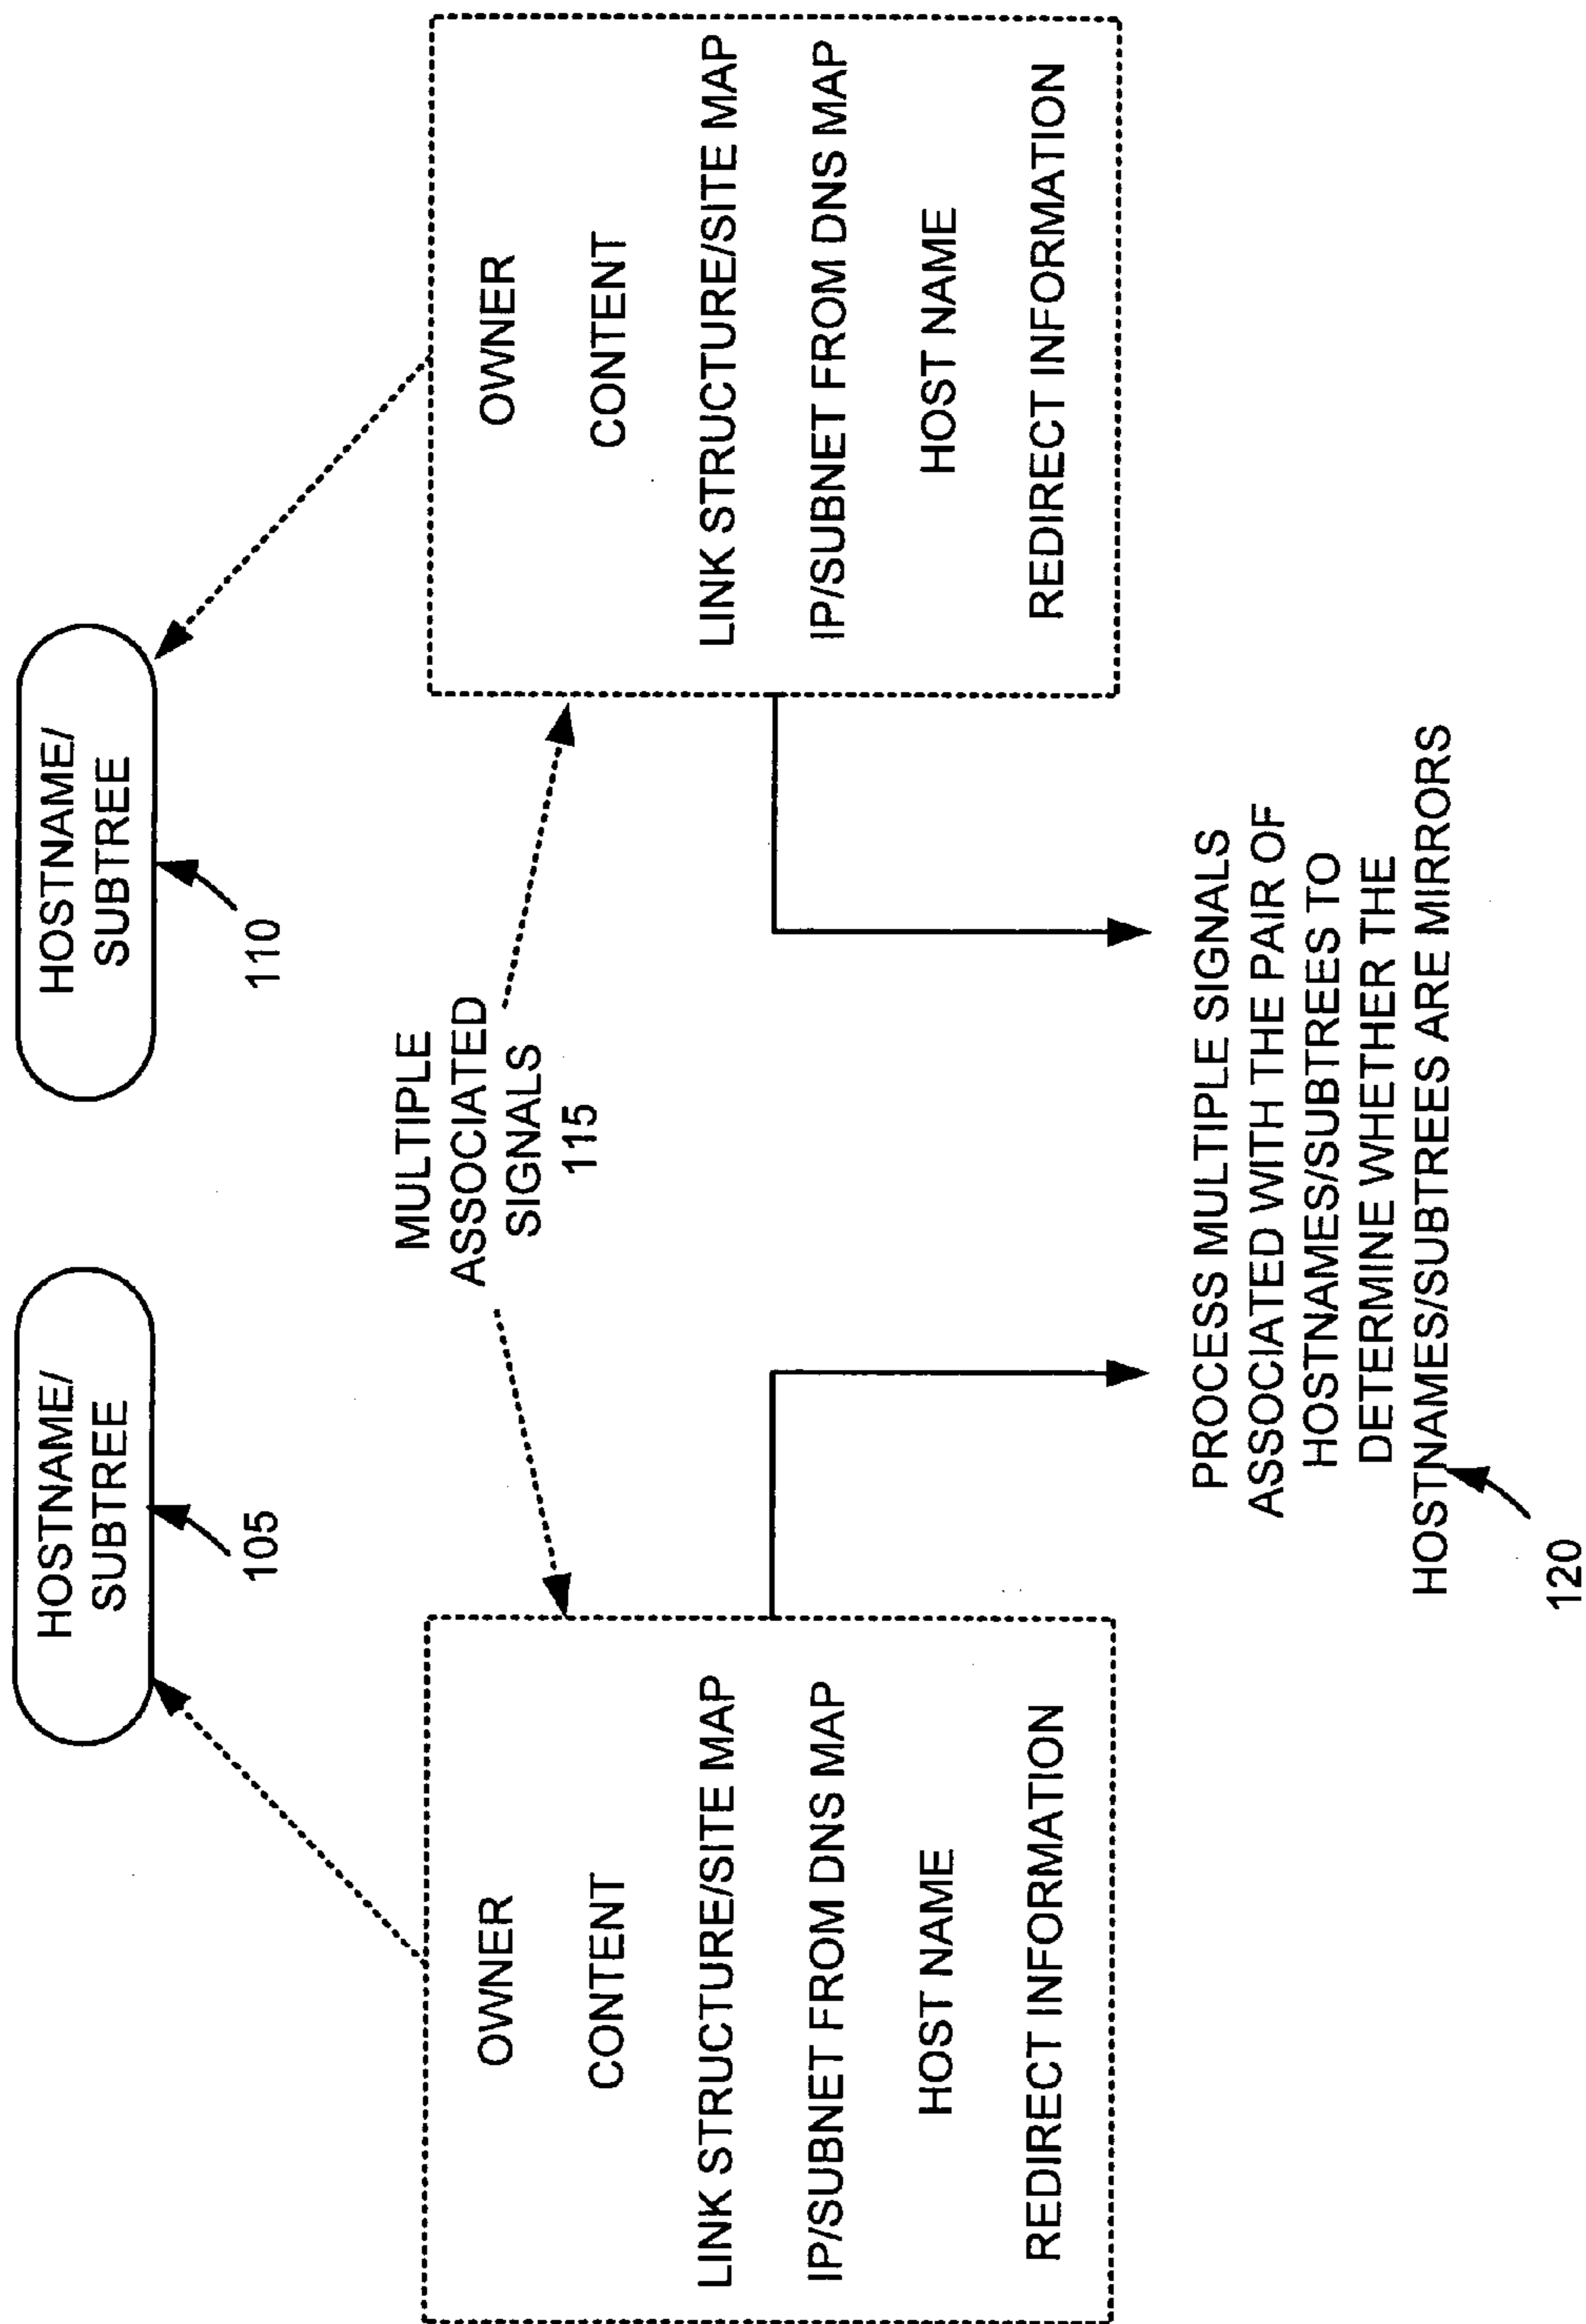 HOSTNAME/
SUBTREE
105
HOSTNAME/
SUBTREE
110
MULTIPLE
ASSOCIATED
SIGNALS
115
OWNER
CONTENT
LINK STRUCTURE/SITE MAP
IP/SUBNET FROM DNS MAP
HOST NAME
REDIRECT INFORMATION
OWNER
CONTENT
LINK STRUCTURE/SITE MAP
IP/SUBNET FROM DNS MAP
HOST NAME
REDIRECT INFORMATION
PROCESS MULTIPLE SIGNALS
ASSOCIATED WITH THE PAIR OF
HOSTNAMES/SUBTREES TO
DETERMINE WHETHER THE
HOSTNAMES/SUBTREES ARE MIRRORS
120